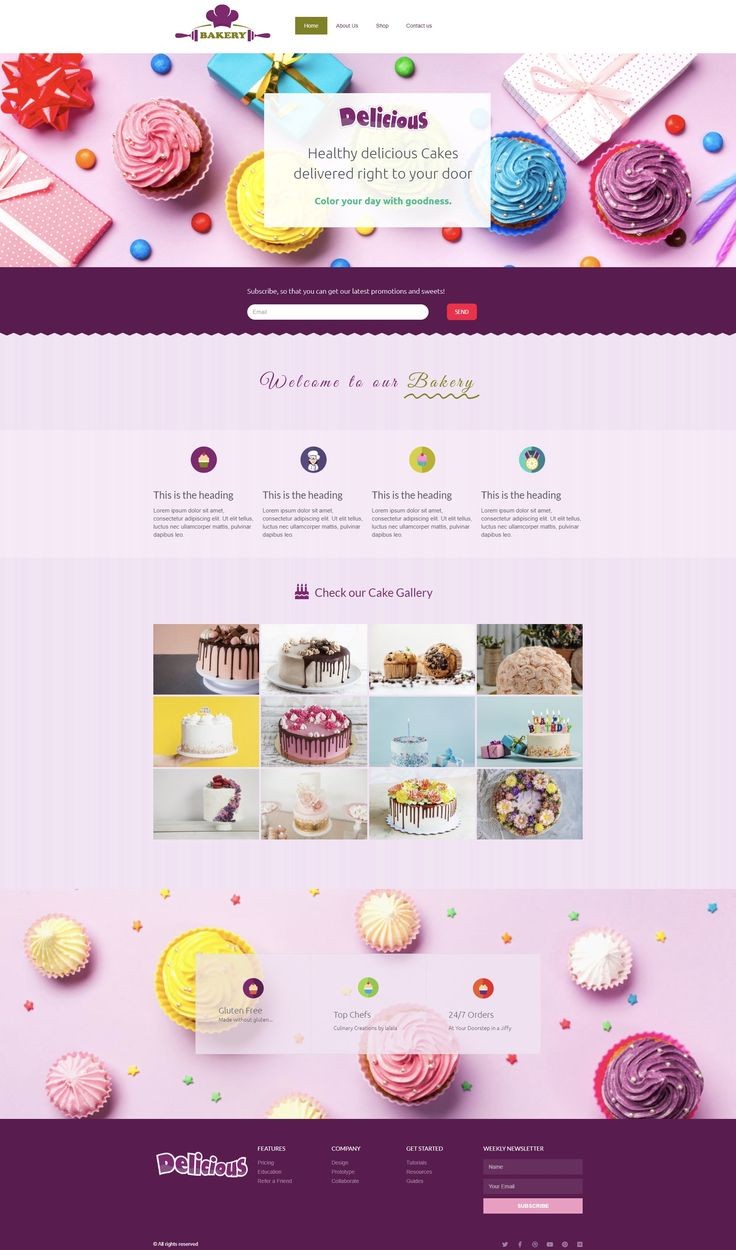 BAKERY
Home About Us Shop Contact us
Delicious
Healthy delicious Cakes
delivered right to your door
Color your day with goodness.
Subscribe, so that you can get our latest promotions and sweets!
Email SEND
Welcome to our Bakery
This is the heading This is the heading This is the heading This is the heading
Lorem ipsum dolor sit amet, Lorem ipsum dolor sit amet, Lorem ipsum dolor sit amet, Lorem ipsum dolor sit amet,
consectetur adipiscing elit. Ut elit tellus, consectetur adipiscing elit. Ut elit tellus, consectetur adipiscing elit. Ut elit tellus, consectetur adipiscing elit. Ut elit tellus,
luctus nec ullamcorper mattis, pulvinar luctus nec ullamcorper mattis, pulvinar luctus nec ullamcorper mattis, pulvinar luctus nec ullamcorper mattis, pulvinar
dapibus leo. dapibus leo. dapibus leo. dapibus leo.
Check our Cake Gallery
Gluten Free Top Chefs 24/7 Orders
Made without gluten... Culinary Creations by lalala At Your Doorstep in a Jiffy
Delicious
FEATURES COMPANY GET STARTED WEEKLY NEWSLETTER
Pricing Design Tutorials Name
Education Prototype Resources
Refer a Friend Collaborate Guides Your Email
SUBSCRIBE
© All rights reserved